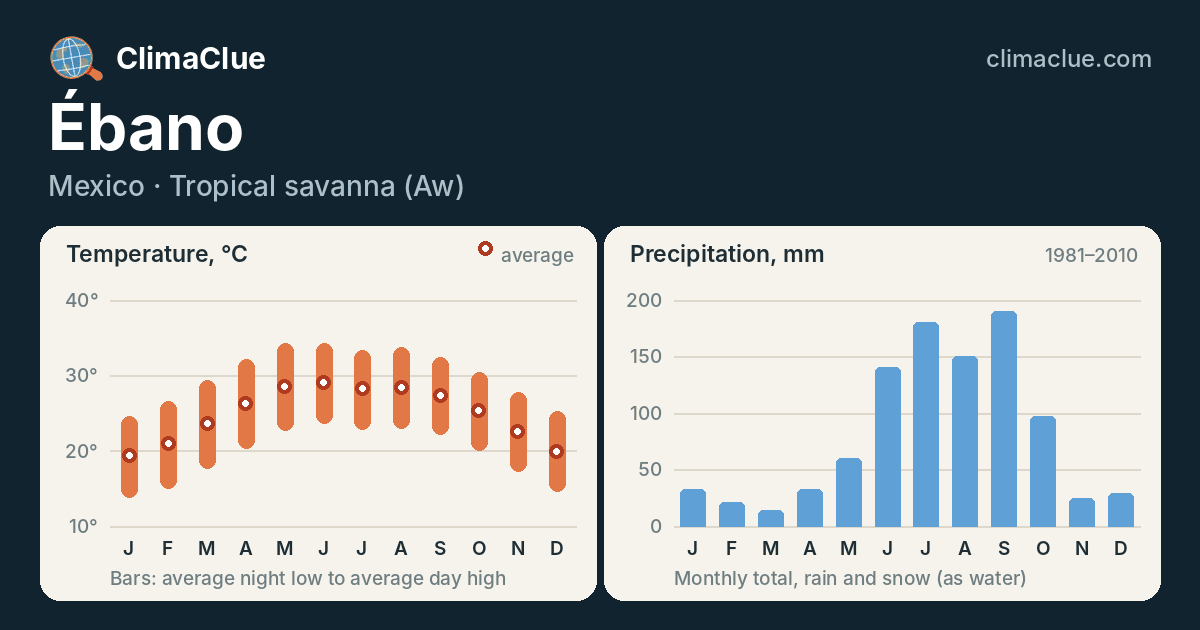 ClimaClue
climaclue.com
Ébano
Mexico · Tropical savanna (Aw)
Temperature, °C
average
40°
30°
20°
10°
J F M A M J J A S O N D
Bars: average night low to average day high
Precipitation, mm
1981–2010
200
150
100
50
0
J F M A M J J A S O N D
Monthly total, rain and snow (as water)